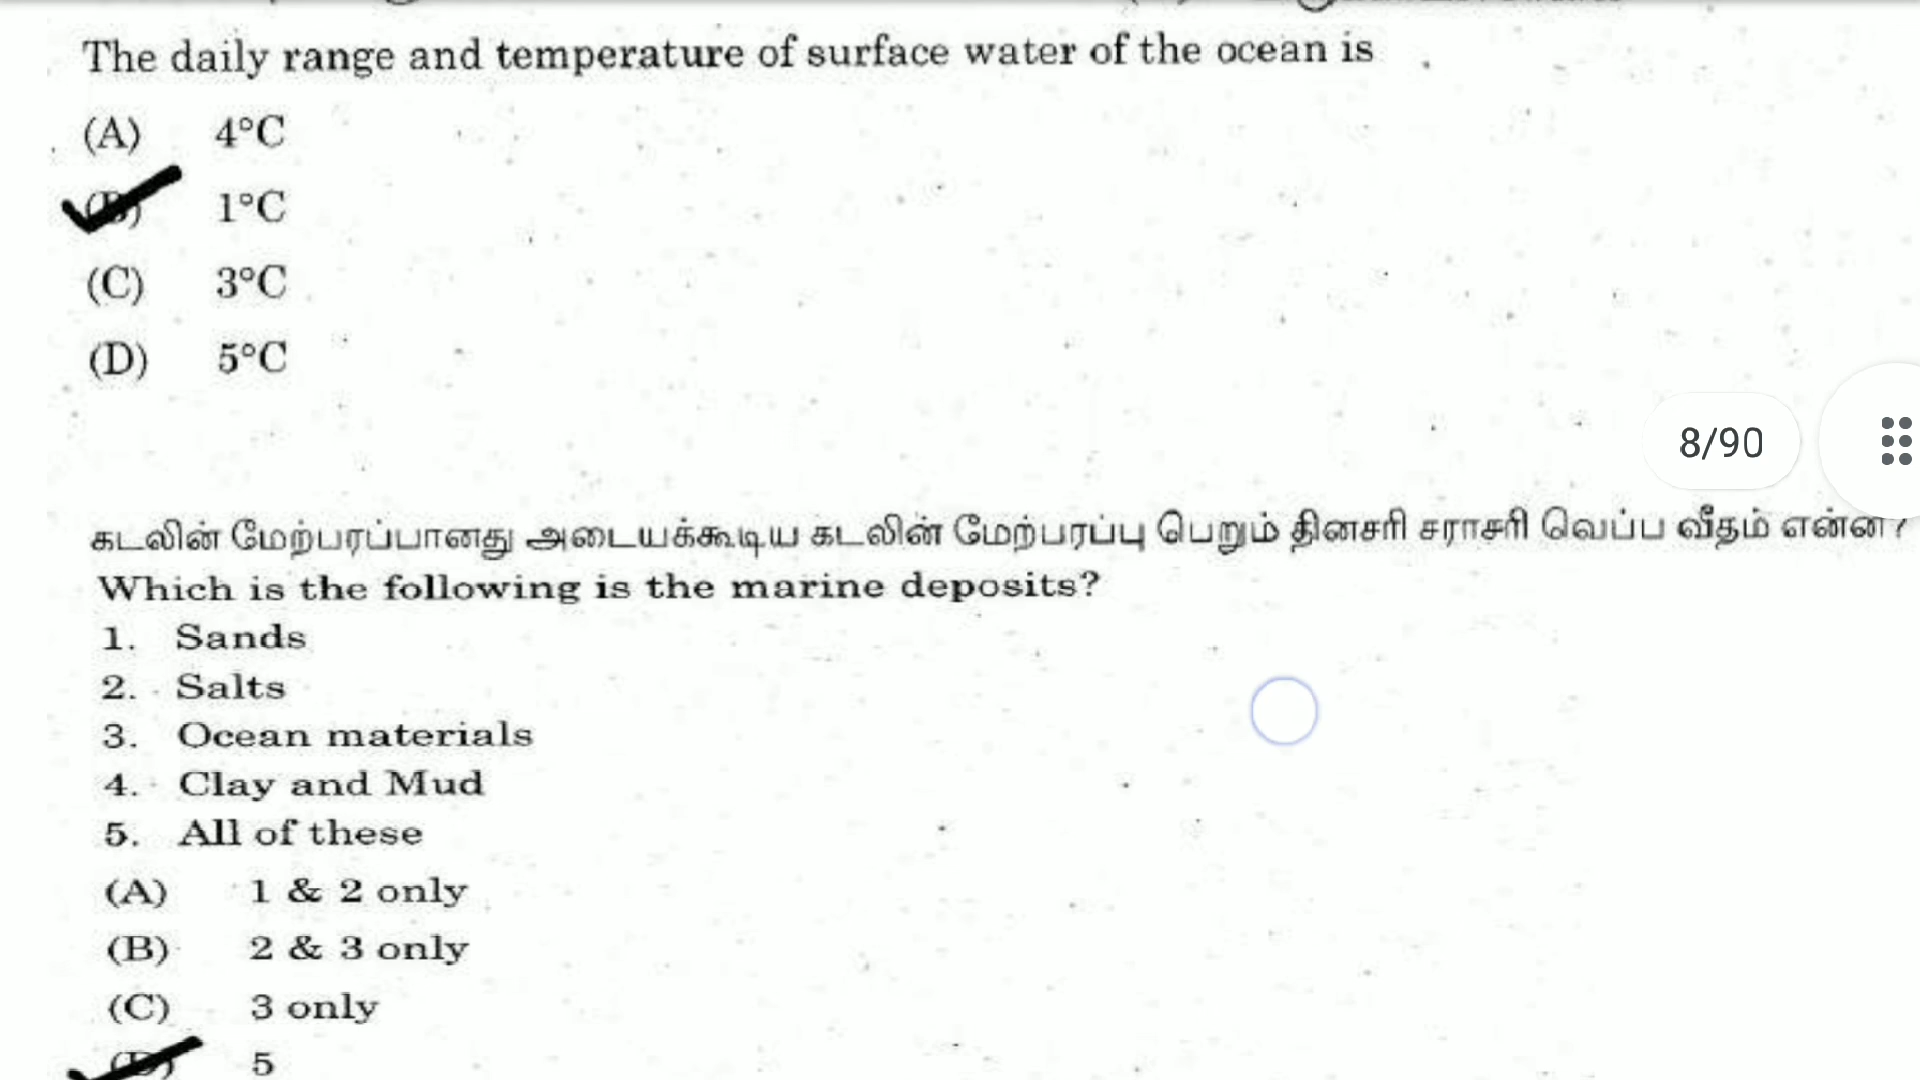 The daily range and temperature of surface water of the ocean is
(A) 4°C
(B) 1°C
(C) 3°C
(D) 5°C
8/90
கடலின் மேற்பரப்பானது அடையக்கூடிய கடலின் மேற்பரப்பு பெறும் தினசரி சராசரி வெப்ப வீதம் என்ன?
Which is the following is the marine deposits?
1. Sands
2. Salts
3. Ocean materials
4. Clay and Mud
5. All of these
(A) 1 & 2 only
(B) 2 & 3 only
(C) 3 only
(D) 5